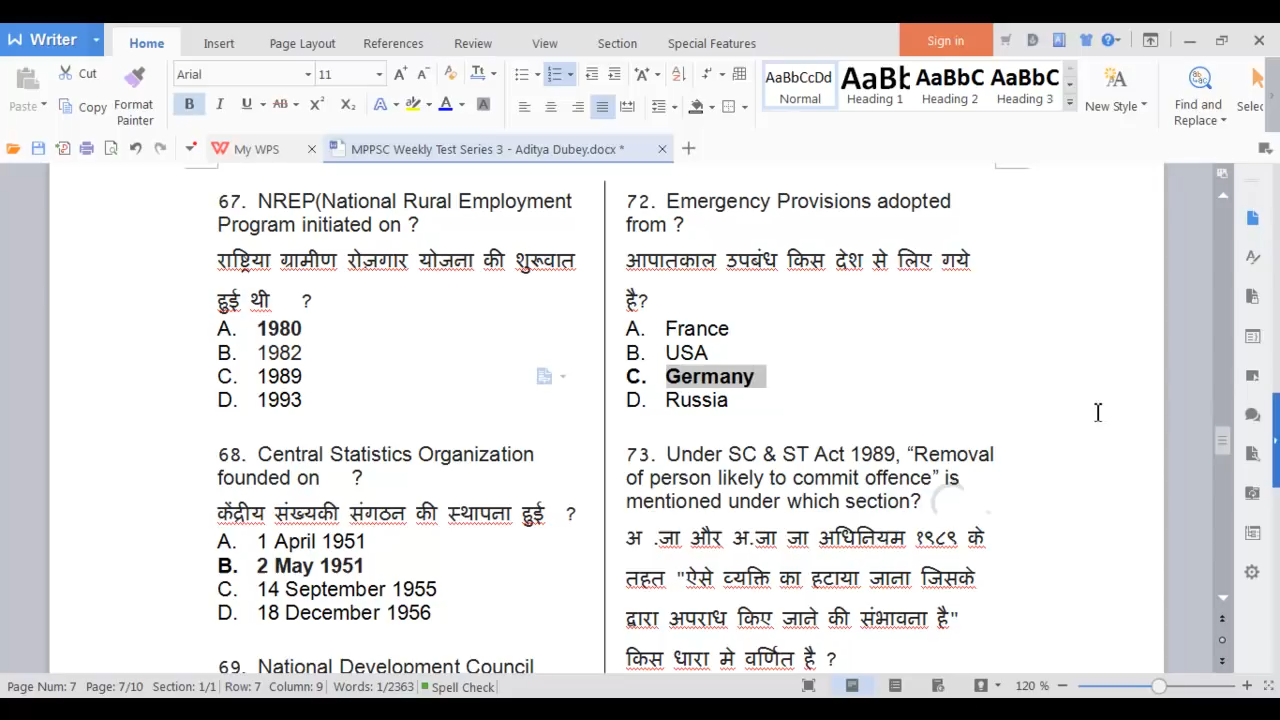 Writer
Home
Insert
Page Layout
References
Review
View
Section
Special Features
Sign in
Paste
Cut
Copy
Format Painter
Arial
11
B I U AB X² X₂ A A A
AaBbCcDd
Normal
AaBb(
Heading 1
AaBbC
Heading 2
AaBbC
Heading 3
New Style
Find and Replace
Selec
My WPS
MPPSC Weekly Test Series 3 - Aditya Dubey.docx *
67. NREP(National Rural Employment
Program initiated on ?
राष्ट्रिया ग्रामीण रोज़गार योजना की शुरूवात
हुई थी ?
A. 1980
B. 1982
C. 1989
D. 1993
68. Central Statistics Organization
founded on ?
केंद्रीय संख्यकी संगठन की स्थापना हुई ?
A. 1 April 1951
B. 2 May 1951
C. 14 September 1955
D. 18 December 1956
69. National Development Council
72. Emergency Provisions adopted
from ?
आपातकाल उपबंध किस देश से लिए गये
है?
A. France
B. USA
C. Germany
D. Russia
73. Under SC & ST Act 1989, “Removal
of person likely to commit offence” is
mentioned under which section?
अ .जा और अ.जा जा अधिनियम १९८९ के
तहत "ऐसे व्यक्ति का हटाया जाना जिसके
द्वारा अपराध किए जाने की संभावना है"
किस धारा मे वर्णित है ?
Page Num: 7 Page: 7/10 Section: 1/1 Row: 7 Column: 9 Words: 1/2363 Spell Check
120 %